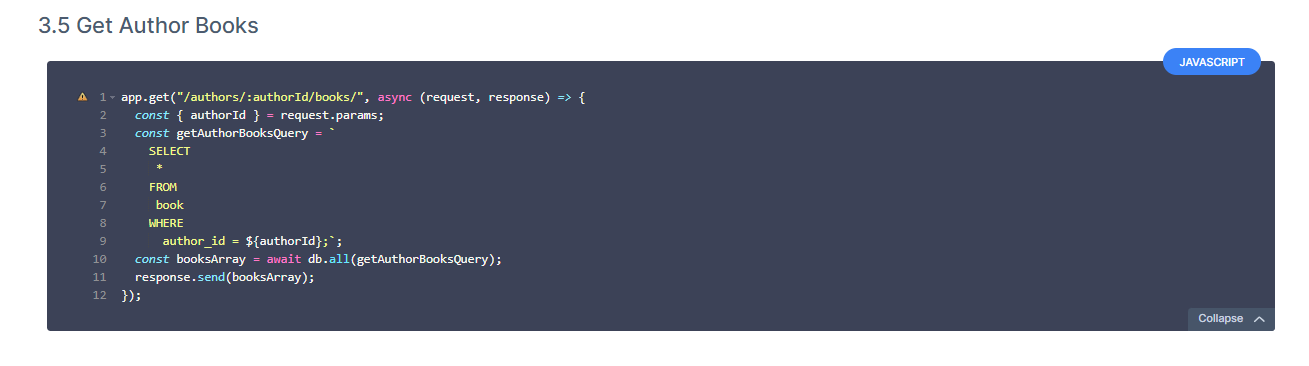 3.5 Get Author Books
JAVASCRIPT
1 app.get("/authors/:authorId/books/", async (request, response) => {
2   const { authorId } = request.params;
3   const getAuthorBooksQuery = `
4     SELECT
5      *
6     FROM
7      book
8     WHERE
9       author_id = ${authorId};`;
10   const booksArray = await db.all(getAuthorBooksQuery);
11   response.send(booksArray);
12 });
Collapse